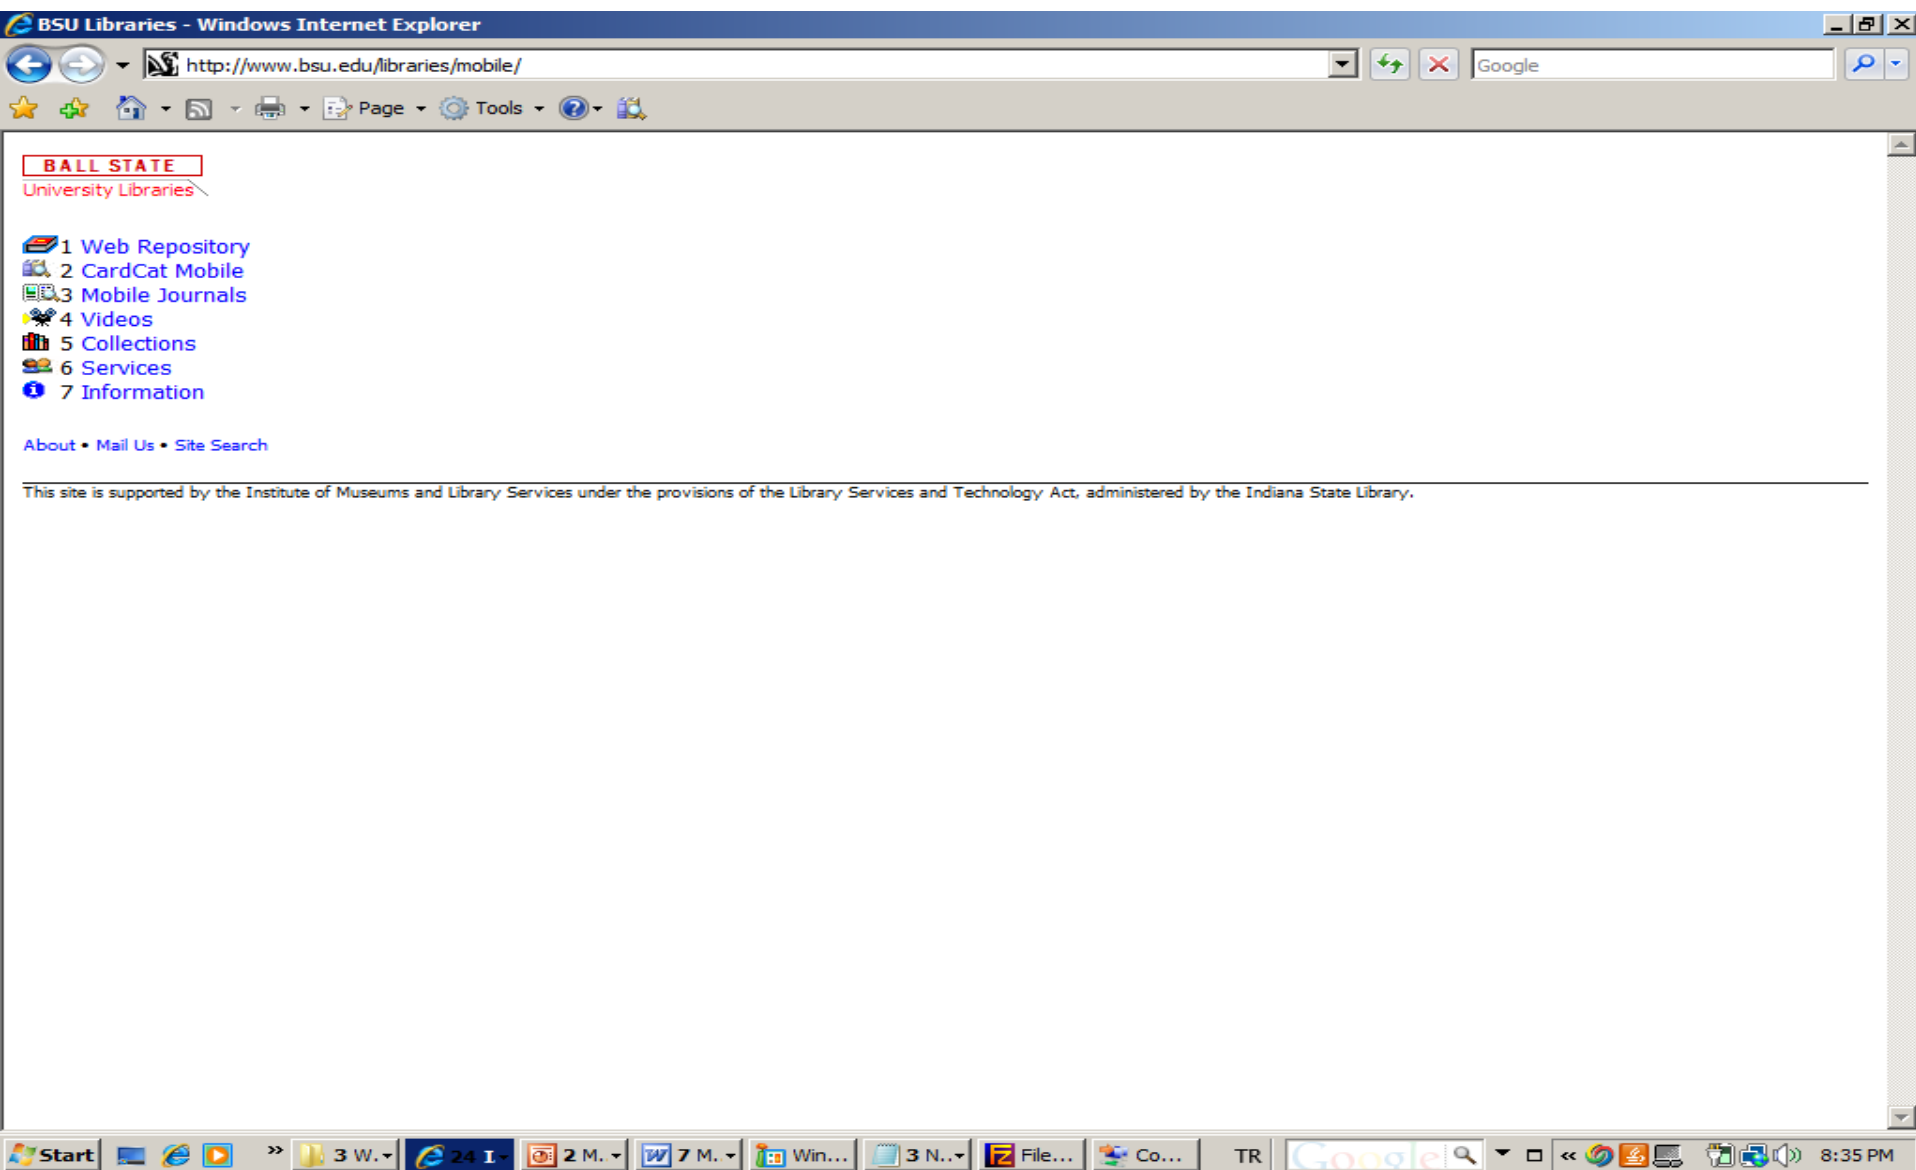 BSU Libraries - Windows Internet Explorer
http://www.bsu.edu/libraries/mobile/
Google
Page
Tools
BALL STATE
University Libraries
1 Web Repository
2 CardCat Mobile
3 Mobile Journals
4 Videos
5 Collections
6 Services
7 Information
About • Mail Us • Site Search
This site is supported by the Institute of Museums and Library Services under the provisions of the Library Services and Technology Act, administered by the Indiana State Library.
Start 3 W. 24 I 2 M. 7 M. Win... 3 N.. File... Co... TR Google 8:35 PM